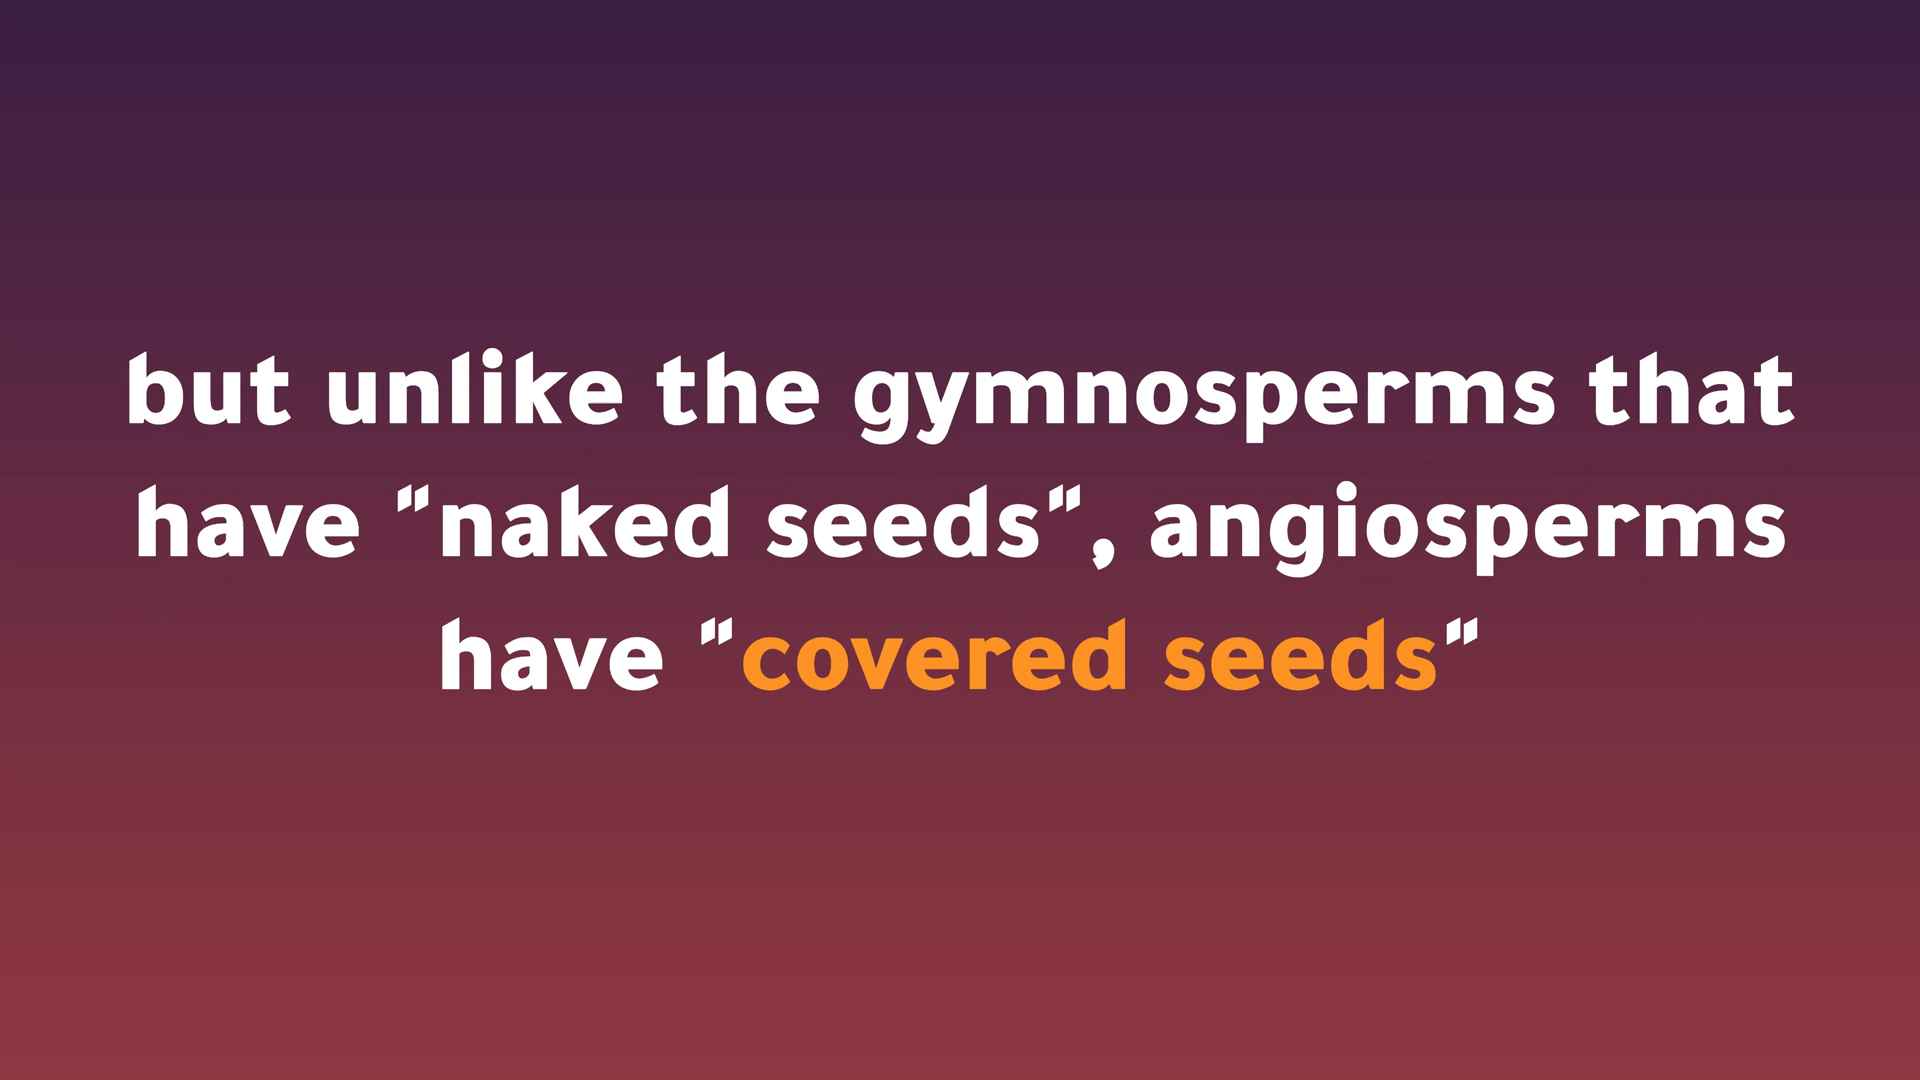 but unlike the gymnosperms that
have "naked seeds", angiosperms
have "covered seeds"